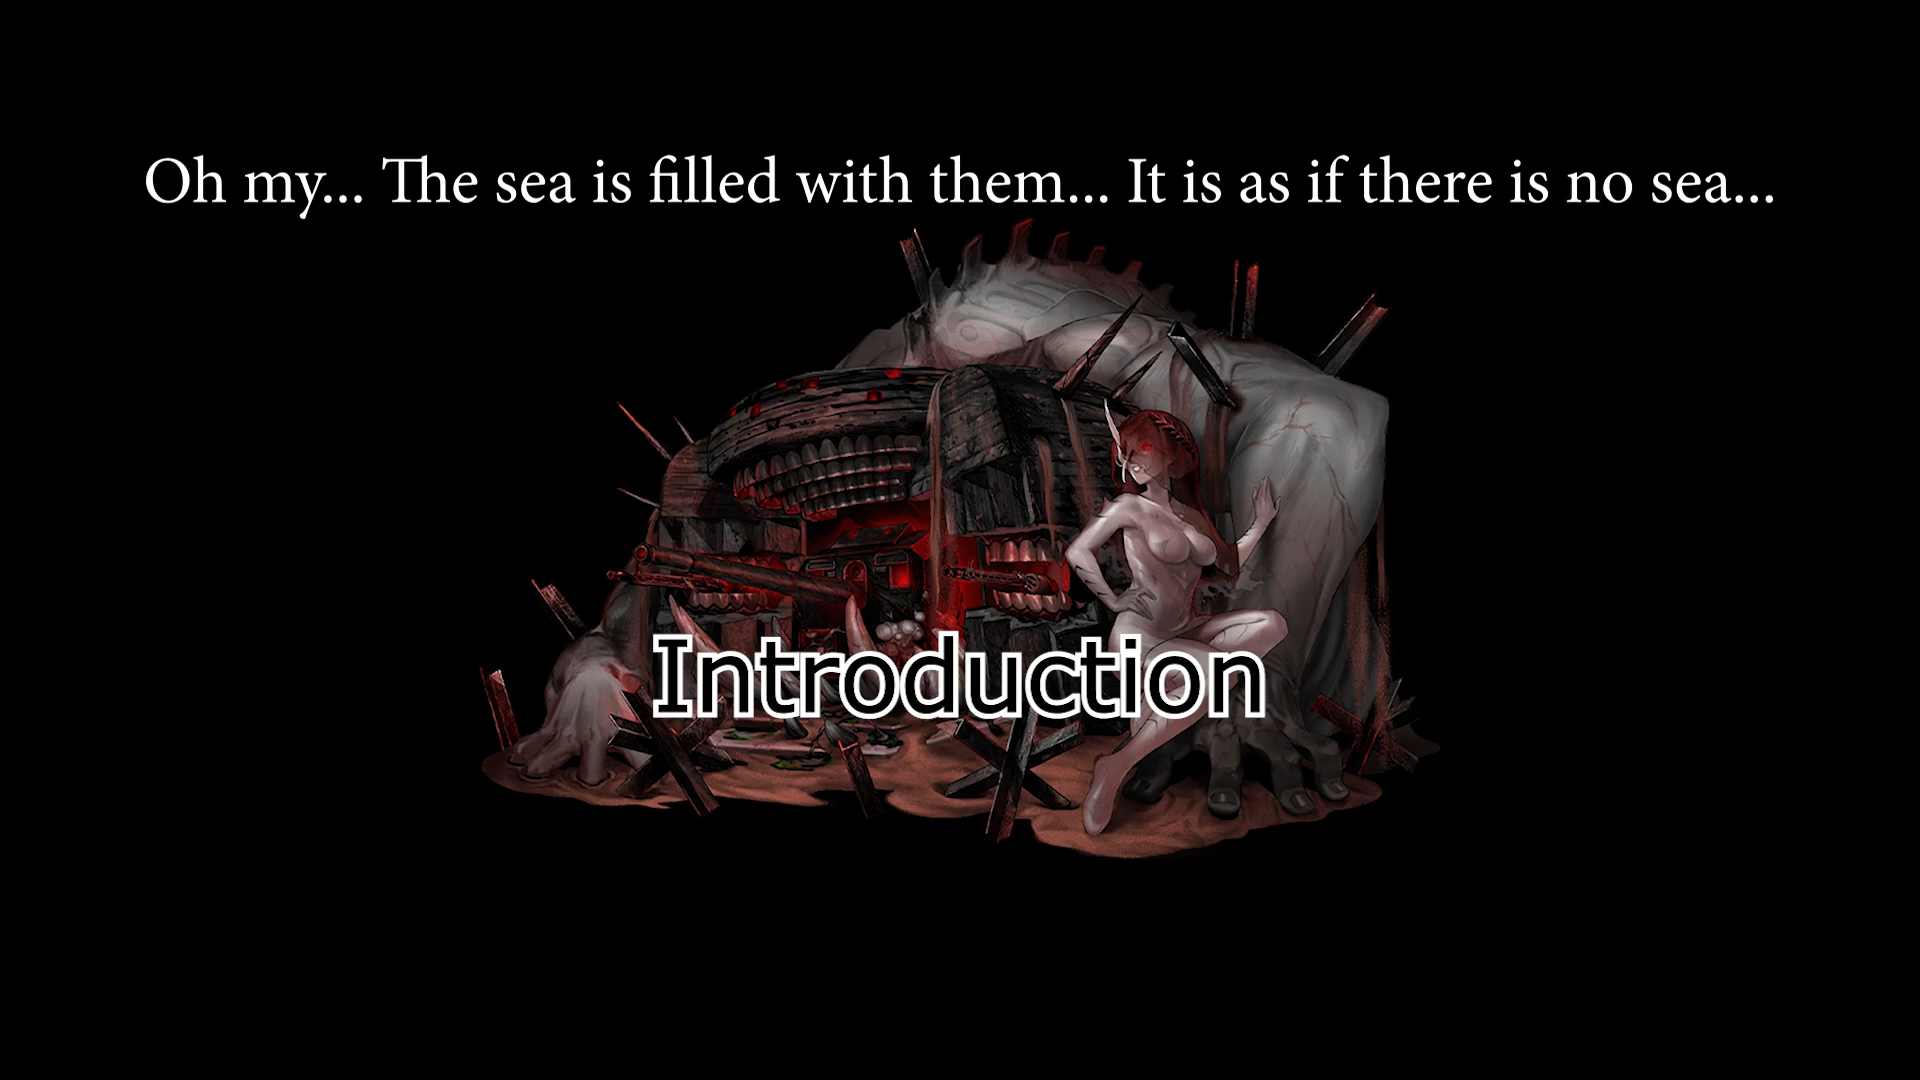 Oh my... The sea is filled with them... It is as if there is no sea...
Introduction